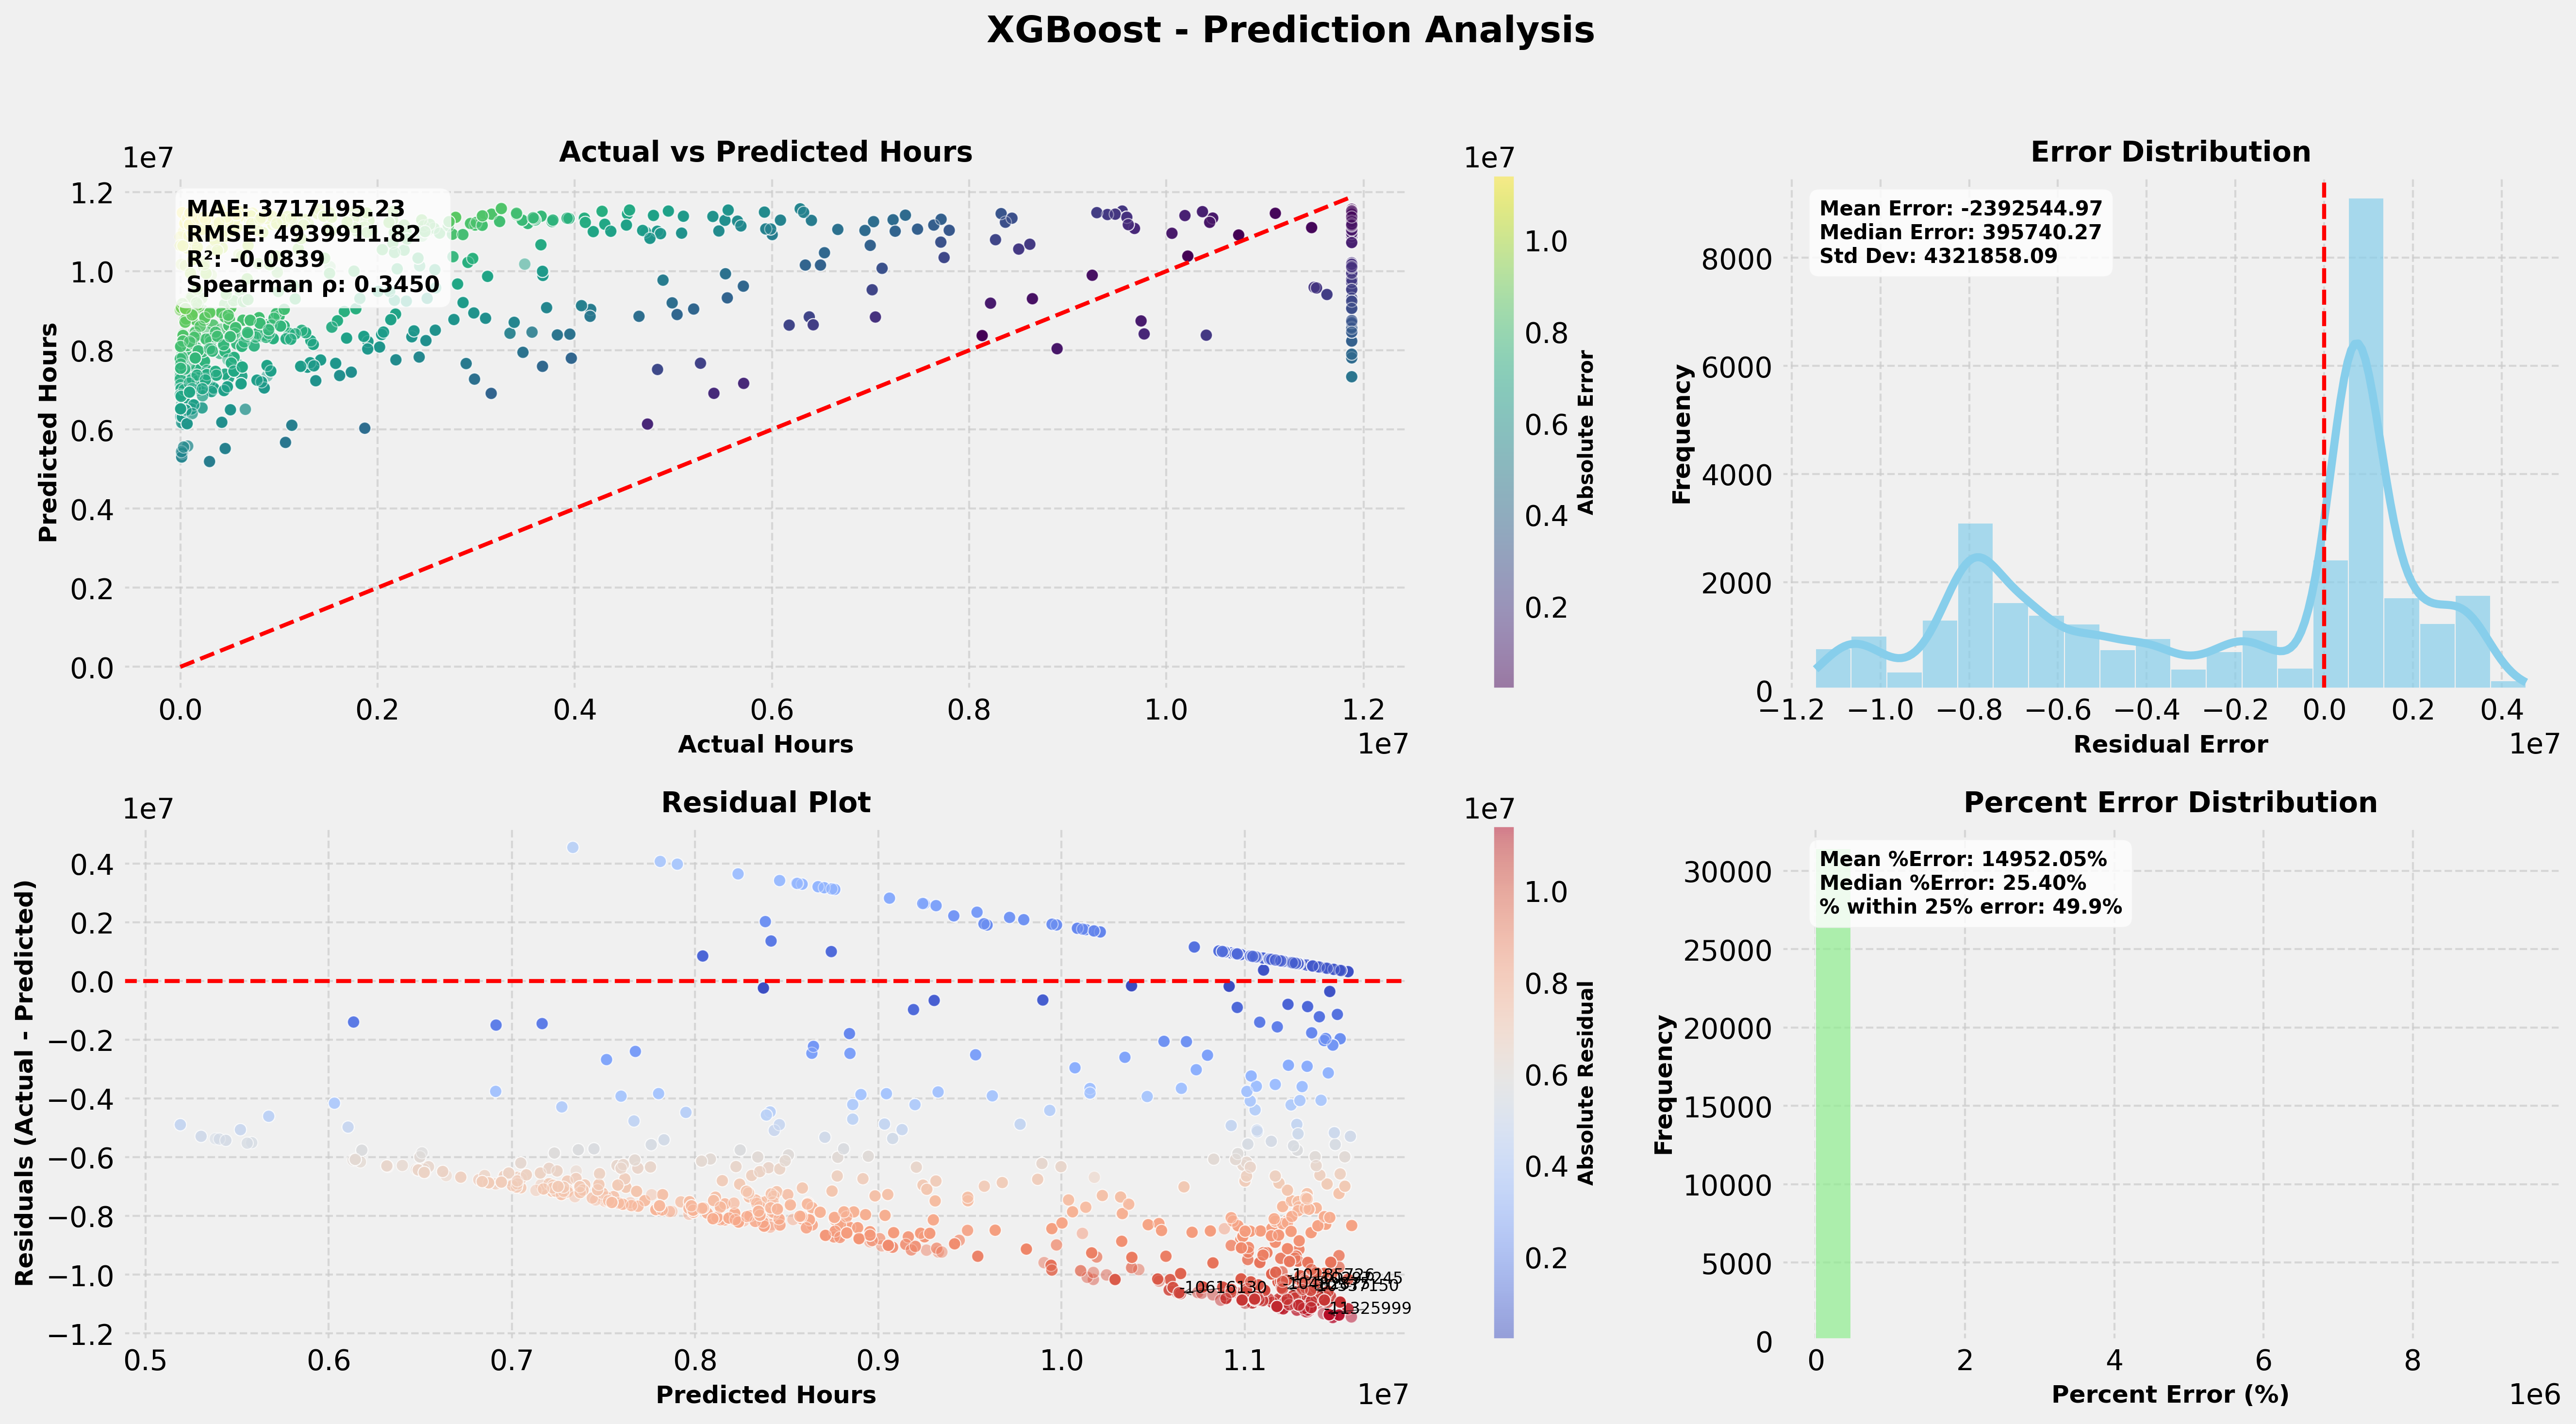 XGBoost - Prediction Analysis
Actual vs Predicted Hours
1e7
MAE: 3717195.23
RMSE: 4939911.82
R²: -0.0839
Spearman ρ: 0.3450
1.2
1.0
0.8
0.6
0.4
0.2
0.0
Predicted Hours
0.0 0.2 0.4 0.6 0.8 1.0 1.2
Actual Hours
1e7
1e7
1.0
0.8
0.6
0.4
0.2
Absolute Error
Error Distribution
Mean Error: -2392544.97
Median Error: 395740.27
Std Dev: 4321858.09
8000
6000
4000
2000
0
Frequency
−1.2 −1.0 −0.8 −0.6 −0.4 −0.2 0.0 0.2 0.4
Residual Error
1e7
Residual Plot
1e7
0.4
0.2
0.0
−0.2
−0.4
−0.6
−0.8
−1.0
−1.2
Residuals (Actual - Predicted)
-10616130
-11325999
0.5 0.6 0.7 0.8 0.9 1.0 1.1
Predicted Hours
1e7
1e7
1.0
0.8
0.6
0.4
0.2
Absolute Residual
Percent Error Distribution
Mean %Error: 14952.05%
Median %Error: 25.40%
% within 25% error: 49.9%
30000
25000
20000
15000
10000
5000
0
Frequency
0 2 4 6 8
Percent Error (%)
1e6